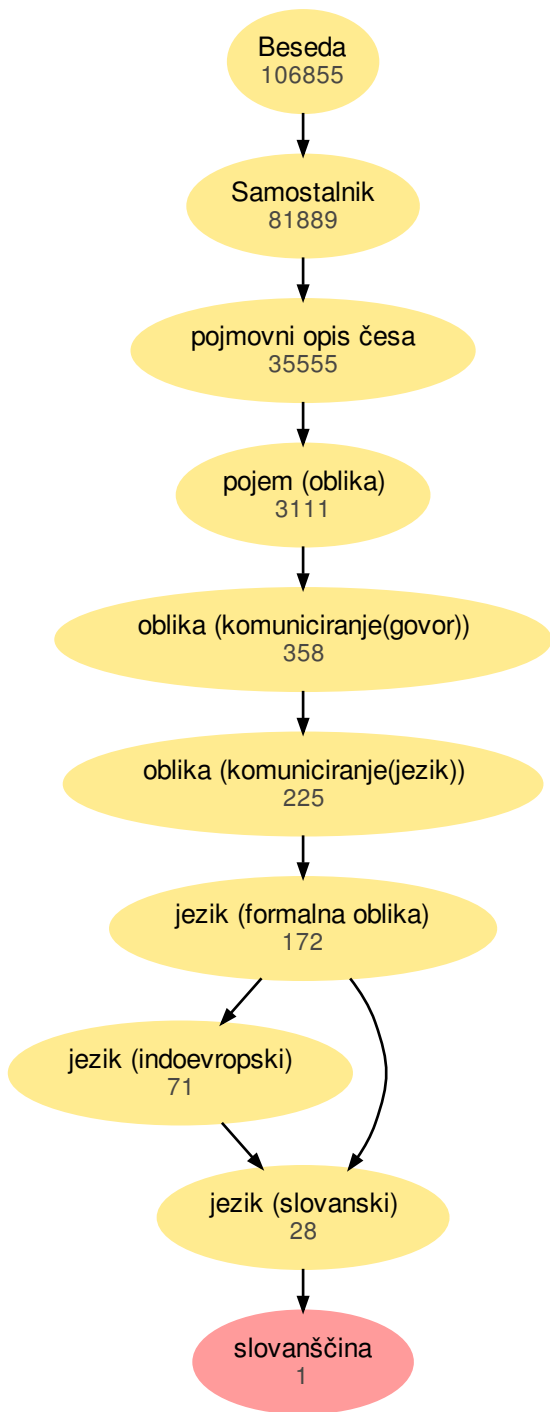 Beseda
106855
Samostalnik
81889
pojmovni opis česa
35555
pojem (oblika)
3111
oblika (komuniciranje(govor))
358
oblika (komuniciranje(jezik))
225
jezik (formalna oblika)
172
jezik (indoevropski)
71
jezik (slovanski)
28
slovanščina
1